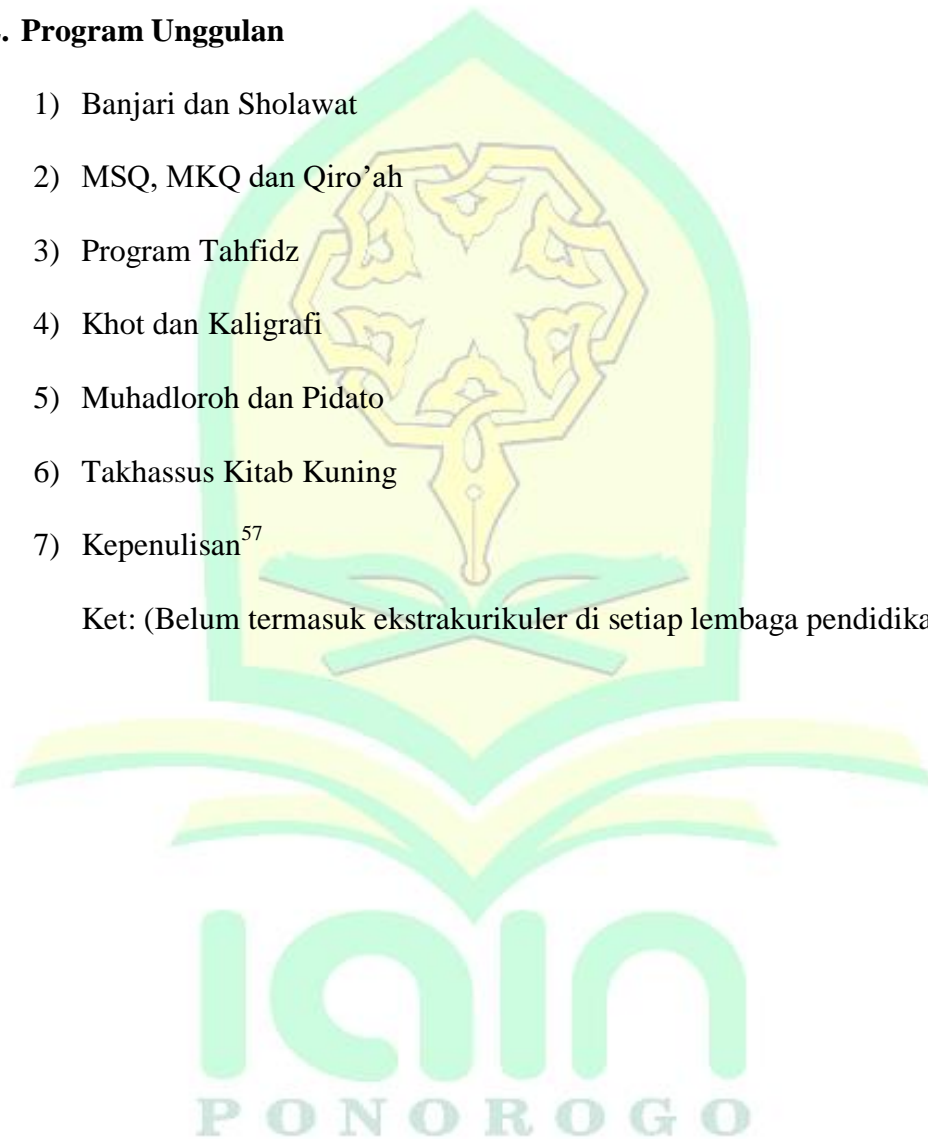 . Program Unggulan
1) Banjari dan Sholawat
2) MSQ, MKQ dan Qiro’ah
3) Program Tahfidz
4) Khot dan Kaligrafi
5) Muhadloroh dan Pidato
6) Takhassus Kitab Kuning
7) Kepenulisan57
Ket: (Belum termasuk ekstrakurikuler di setiap lembaga
iain
PONOROGO